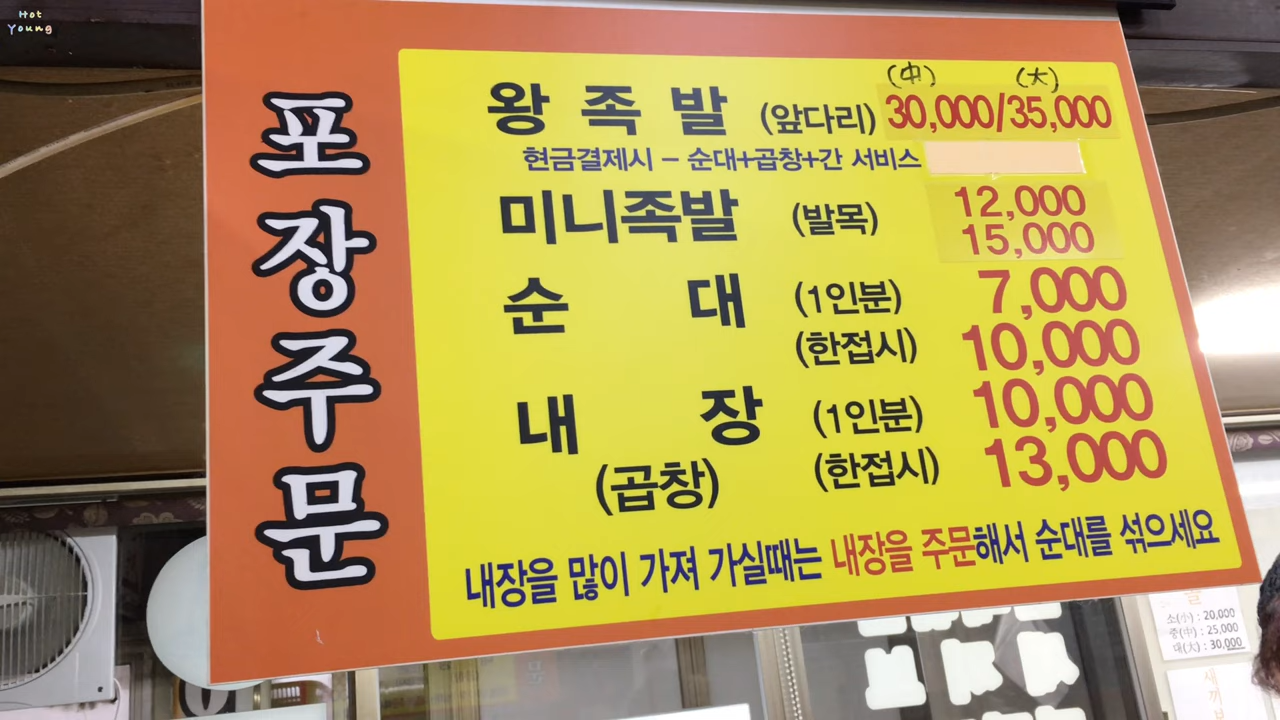 Hot
Young
포장주문
(中) (大)
왕족발 (앞다리) 30,000/35,000
현금결제시 - 순대+곱창+간 서비스
미니족발 (발목) 12,000
15,000
순대 (1인분) 7,000
(한접시) 10,000
내장 (1인분) 10,000
(곱창) (한접시) 13,000
내장을 많이 가져 가실때는 내장을 주문해서 순대를 섞으세요
소(小) : 20,000
중(中) : 25,000
대(大) : 30,000
새끼